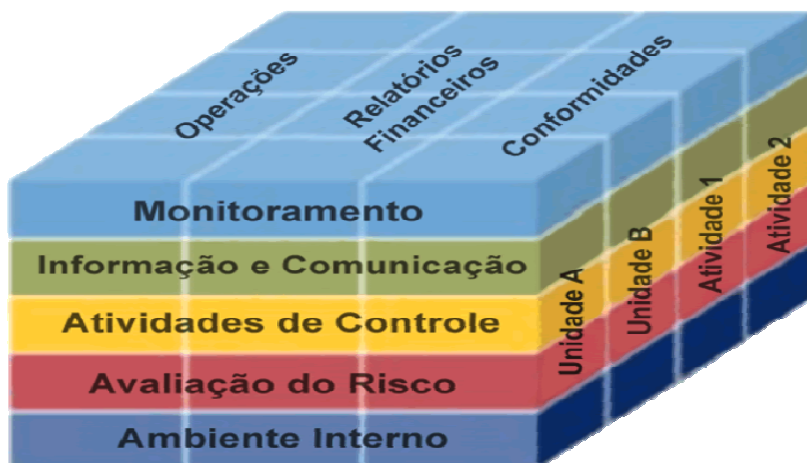 Operações
Relatórios
Financeiros
Conformidades
Monitoramento
Informação e Comunicação
Atividades de Controle
Avaliação do Risco
Ambiente Interno
Unidade A
Unidade B
Atividade 1
Atividade 2